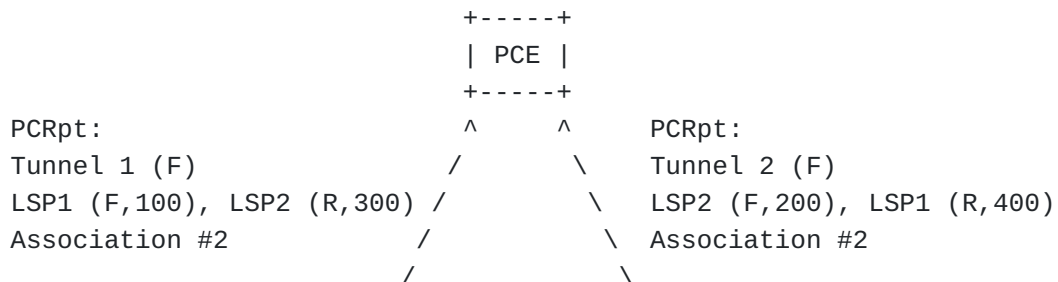 +-----+
| PCE |
+-----+
PCRpt:                      ^     ^     PCRpt:
Tunnel 1 (F)               /       \    Tunnel 2 (F)
LSP1 (F,100), LSP2 (R,300) /         \   LSP2 (F,200), LSP1 (R,400)
Association #2            /           \  Association #2
/             \